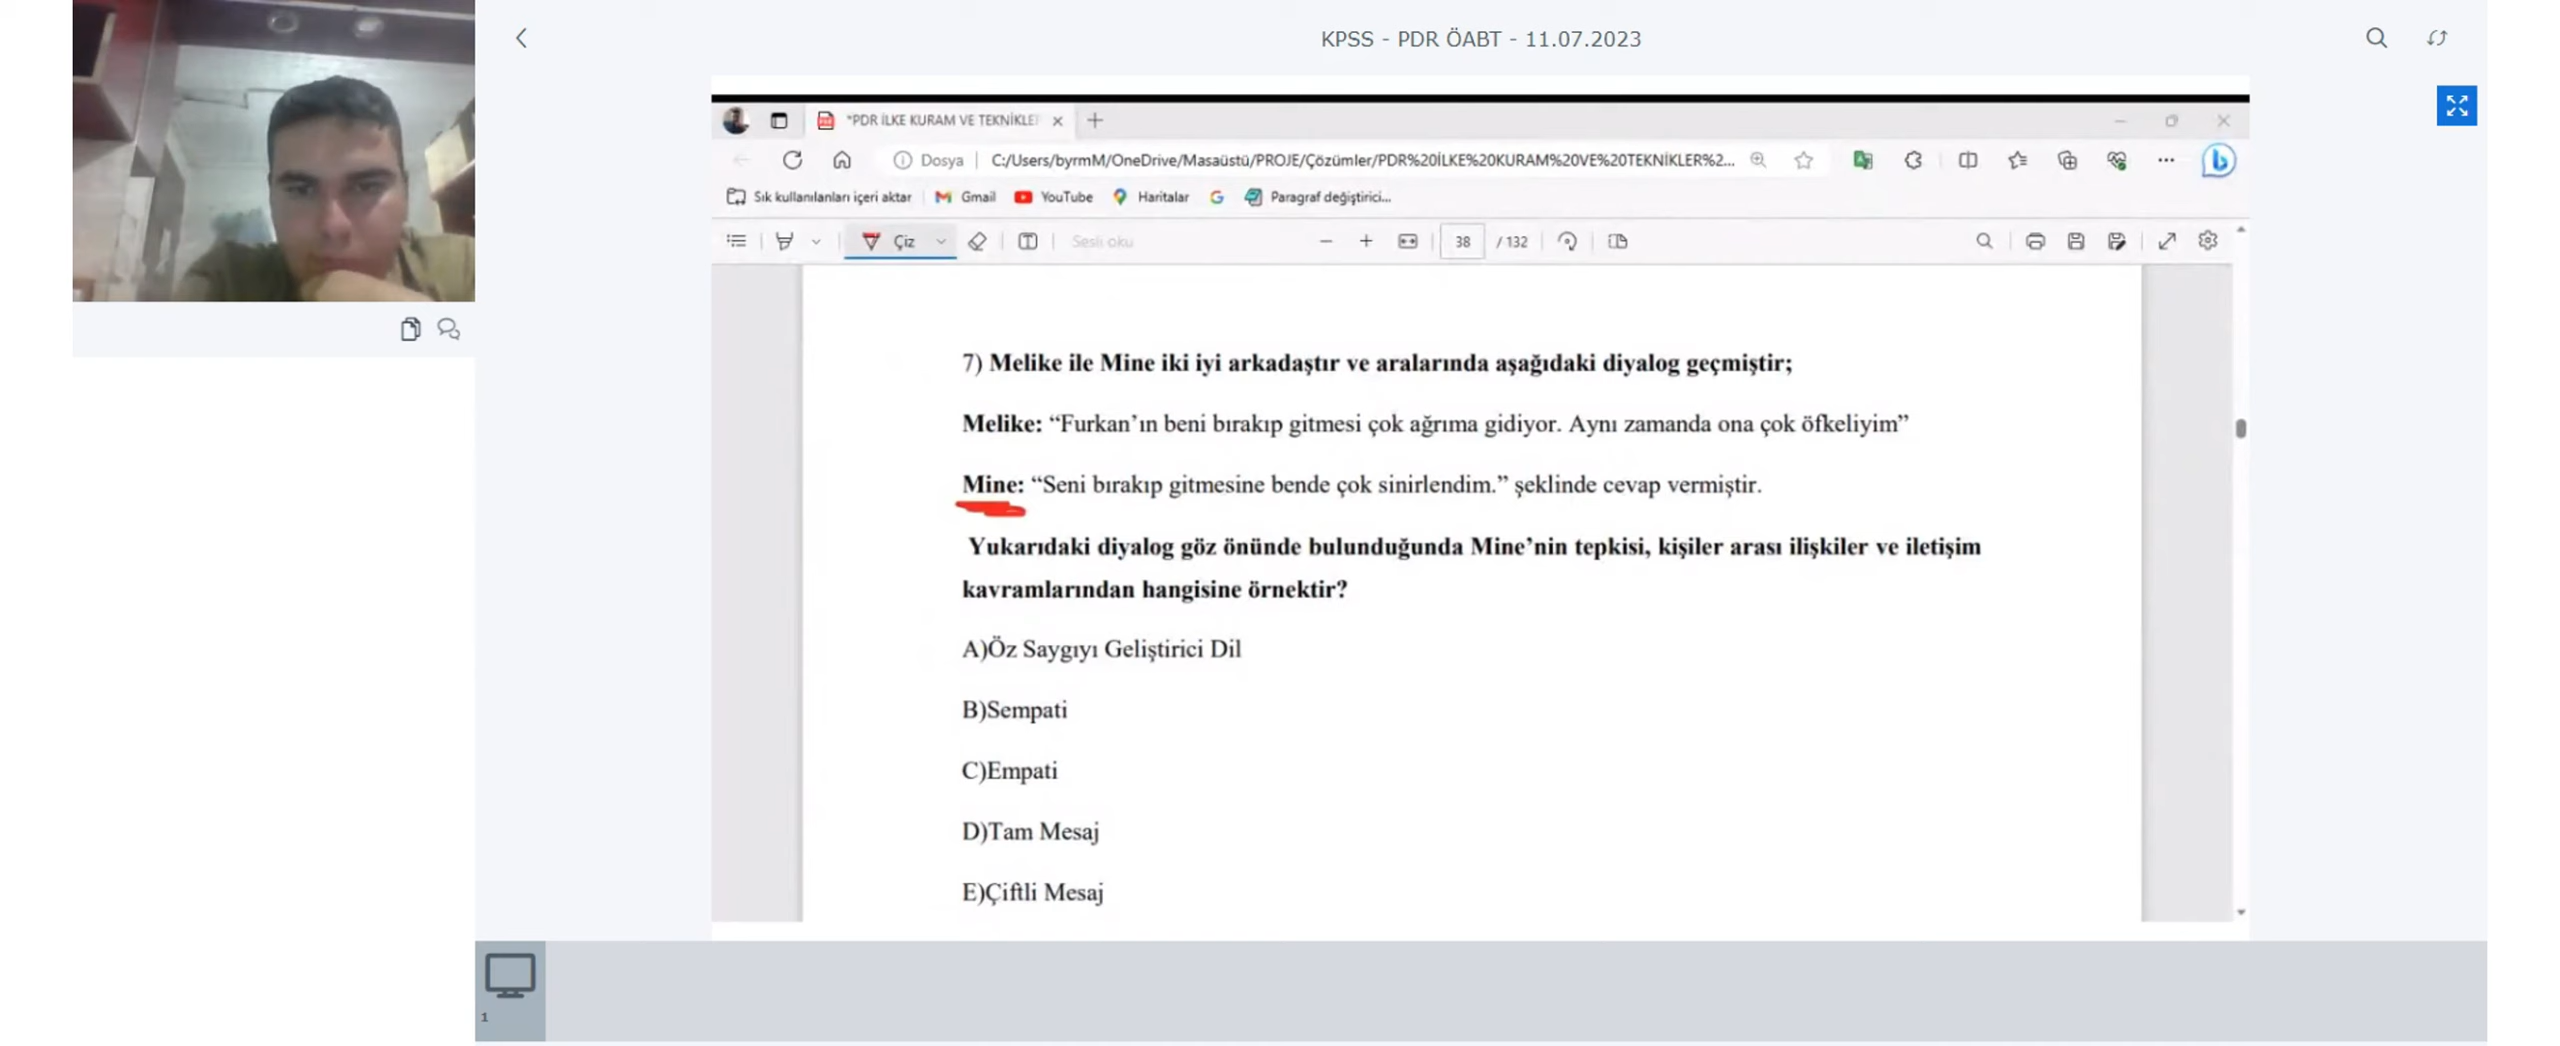 KPSS - PDR ÖABT - 11.07.2023
*PDR İLKE KURAM VE TEKNİKLE
Dosya | C:/Users/byrmM/OneDrive/Masaüstü/PROJE/Çözümler/PDR%20İLKE%20KURAM%20VE%20TEKNİKLER%2...
Sık kullanılanları içeri aktar Gmail YouTube Haritalar Paragraf değiştirici...
Çiz Sesli oku 38 / 132
7) Melike ile Mine iki iyi arkadaştır ve aralarında aşağıdaki diyalog geçmiştir;
Melike: “Furkan’ın beni bırakıp gitmesi çok ağrıma gidiyor. Aynı zamanda ona çok öfkeliyim”
Mine: “Seni bırakıp gitmesine bende çok sinirlendim.” şeklinde cevap vermiştir.
Yukarıdaki diyalog göz önünde bulunduğunda Mine’nin tepkisi, kişiler arası ilişkiler ve iletişim
kavramlarından hangisine örnektir?
A)Öz Saygıyı Geliştirici Dil
B)Sempati
C)Empati
D)Tam Mesaj
E)Çiftli Mesaj
1